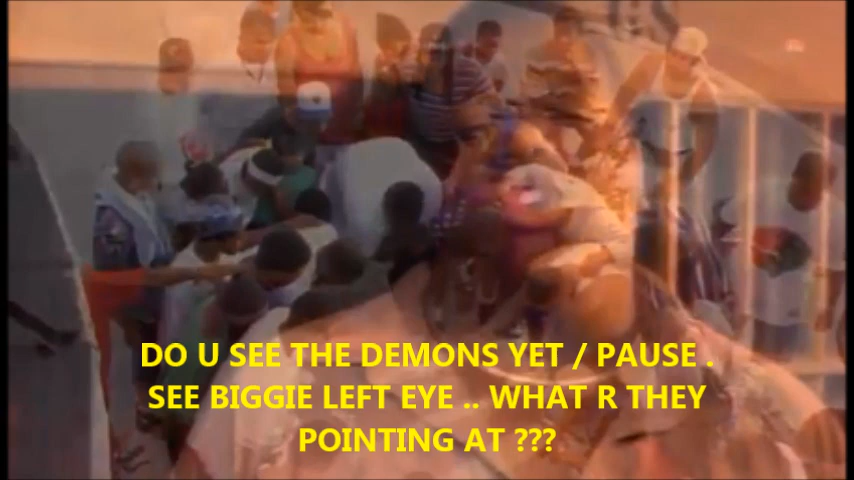 DO U SEE THE DEMONS YET / PAUSE .
SEE BIGGIE LEFT EYE .. WHAT R THEY
POINTING AT ???